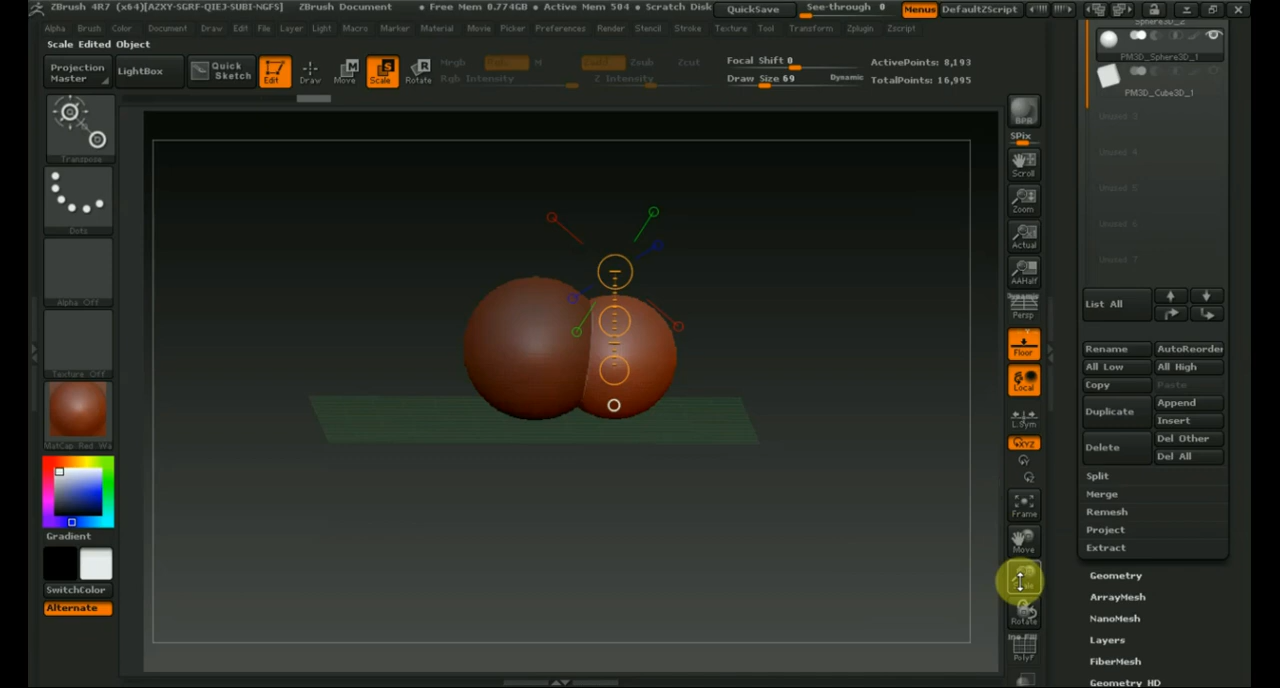 ZBrush 4R7 (x64)[AZXY-SGRF-QIEJ-SUBI-NGFS] ZBrush Document • Free Mem 0.774GB • Active Mem 504 • Scratch Disk QuickSave See-through 0 Menus DefaultZScript
Alpha Brush Color Document Draw Edit File Layer Light Macro Marker Material Movie Picker Preferences Render Stencil Stroke Texture Tool Transform Zplugin Zscript
Sphere3D_2
Scale Edited Object
Projection Master
LightBox
Quick Sketch
Edit
Draw
Move
Scale
Rotate
Mrgb
M
Rgb Intensity
Zsub
Zcut
Z Intensity
Focal Shift 0
Draw Size 69
Dynamic
ActivePoints: 8,193
TotalPoints: 16,995
PM3D_Sphere3D_1
PM3D_Cube3D_1
Unused 3
Unused 4
Unused 5
Unused 6
Unused 7
Transpose
Dots
Alpha Off
Texture Off
MatCap Red Wa
Gradient
SwitchColor
Alternate
BPR
SPix
Scroll
Zoom
Actual
AAHalf
Dynamic
Persp
Floor
Local
L.Sym
XYZ
Frame
Move
Rotate
PolyF
List All
Rename AutoReorder
All Low All High
Copy Paste
Duplicate Append
Insert
Delete Del Other
Del All
Split
Merge
Remesh
Project
Extract
Geometry
ArrayMesh
NanoMesh
Layers
FiberMesh
Geometry HD